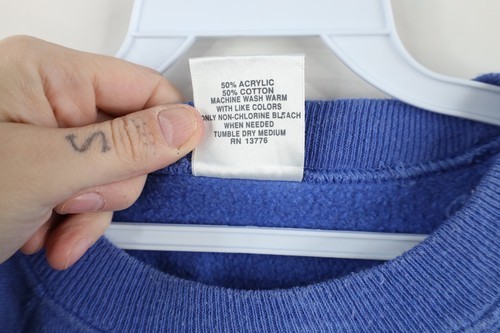 50% ACRYLIC
50% COTTON
MACHINE WASH WARM
WITH LIKE COLORS
ONLY NON-CHLORINE BLEACH
WHEN NEEDED
TUMBLE DRY MEDIUM
RN 13776